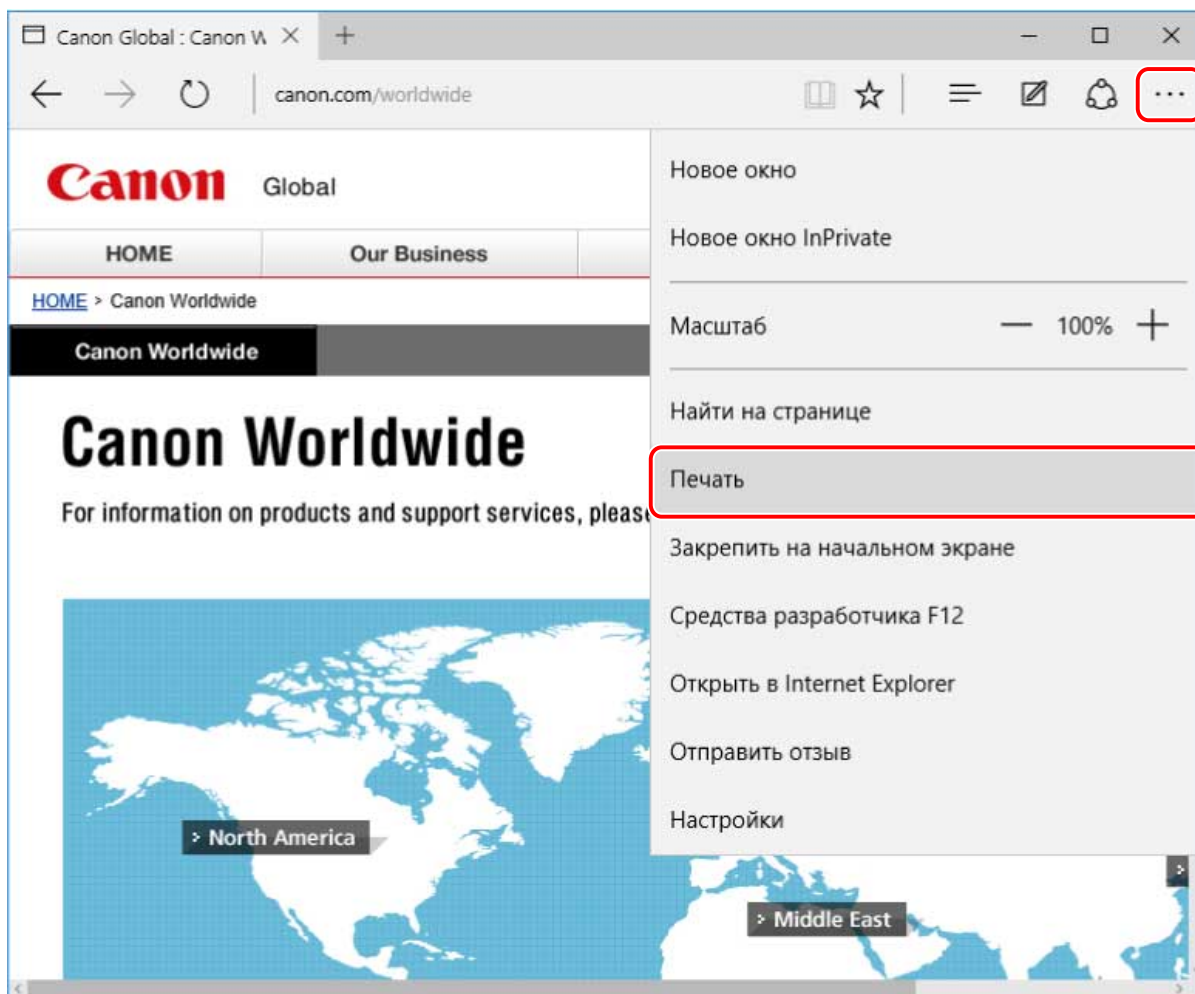 Canon Global : Canon W
canon.com/worldwide
Canon Global
HOME Our Business
HOME > Canon Worldwide
Canon Worldwide
Canon Worldwide
For information on products and support services, please
> North America
> Middle East
Новое окно
Новое окно InPrivate
Масштаб — 100% +
Найти на странице
Печать
Закрепить на начальном экране
Средства разработчика F12
Открыть в Internet Explorer
Отправить отзыв
Настройки